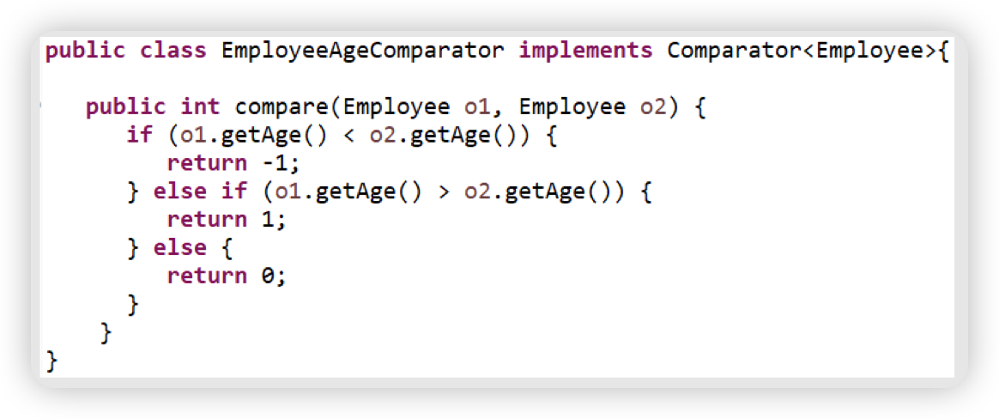 public class EmployeeAgeComparator implements Comparator<Employee>{
public int compare(Employee o1, Employee o2) {
if (o1.getAge() < o2.getAge()) {
return -1;
} else if (o1.getAge() > o2.getAge()) {
return 1;
} else {
return 0;
}
}
}